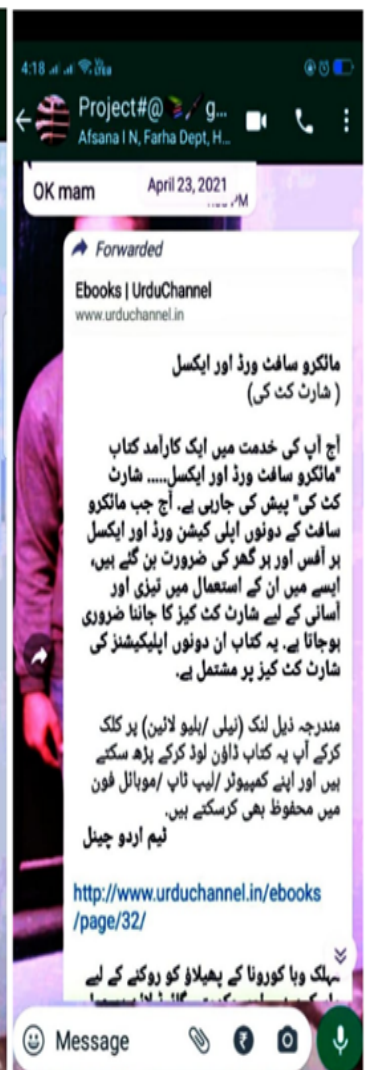 4:18
Project#@ g...
Afsana I N, Farha Dept, H...
OK mam
April 23, 2021
PM
Forwarded
Ebooks | UrduChannel
www.urduchannel.in
مائکرو سافٹ ورڈ اور ایکسل
( شارٹ کٹ کی)
آج آپ کی خدمت میں ایک کارآمد کتاب
"مائکرو سافٹ ورڈ اور ایکسل..... شارٹ
کٹ کی" پیش کی جارہی ہے. آج جب مائکرو
سافٹ کے دونوں اپلی کیشن ورڈ اور ایکسل
ہر آفس اور ہر گھر کی ضرورت بن گئے ہیں،
ایسے میں ان کے استعمال میں تیزی اور
آسانی کے لیے شارٹ کٹ کیز کا جاننا ضروری
ہوجاتا ہے. یہ کتاب ان دونوں اپلیکیشنز کی
شارٹ کٹ کیز پر مشتمل ہے.
مندرجہ ذیل لنک (نیلی /بلیو لائین) پر کلک
کرکے آپ یہ کتاب ڈاؤن لوڈ کرکے پڑھ سکتے
ہیں اور اپنے کمپیوٹر /لیپ ٹاپ /موبائل فون
میں محفوظ بھی کرسکتے ہیں.
ٹیم اردو چینل
http://www.urduchannel.in/ebooks
/page/32/
مہلک وبا کورونا کے پھیلاؤ کو روکنے کے لیے
Message